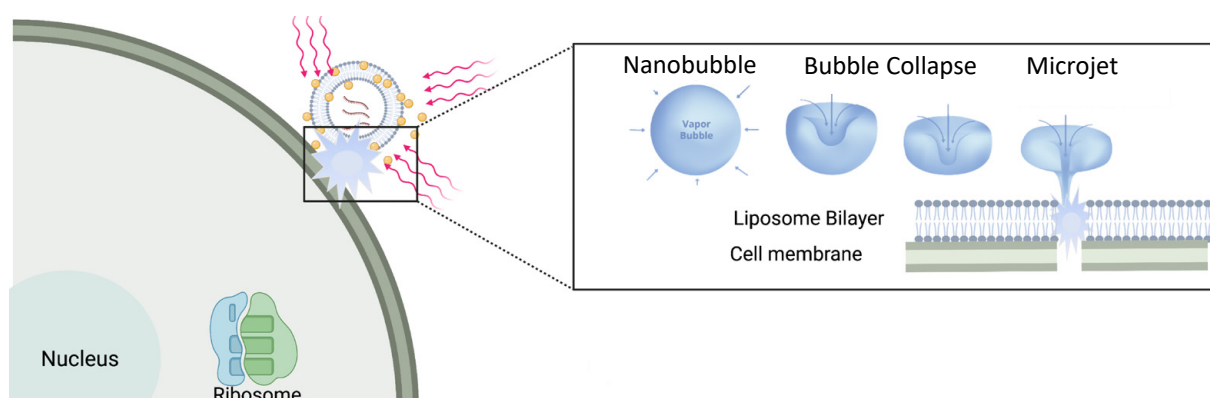 Nanobubble
Bubble Collapse
Microjet
Vapor
Bubble
Liposome Bilayer
Cell membrane
Nucleus
Ribosome